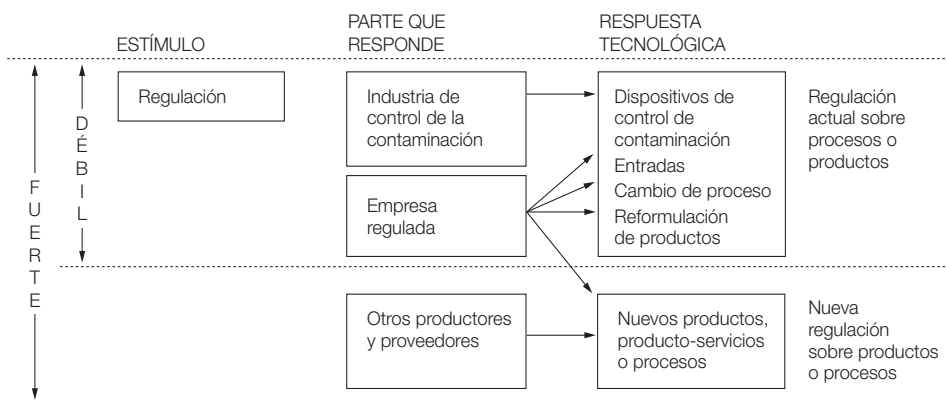 ESTÍMULO
PARTE QUE
RESPONDE
RESPUESTA
TECNOLÓGICA
FUERTE
DÉBIL
Regulación
Industria de
control de la
contaminación
Empresa
regulada
Dispositivos de
control de
contaminación
Entradas
Cambio de proceso
Reformulación
de productos
Regulación
actual sobre
procesos o
productos
Otros productores
y proveedores
Nuevos productos,
producto-servicios
o procesos
Nueva
regulación
sobre productos
o procesos